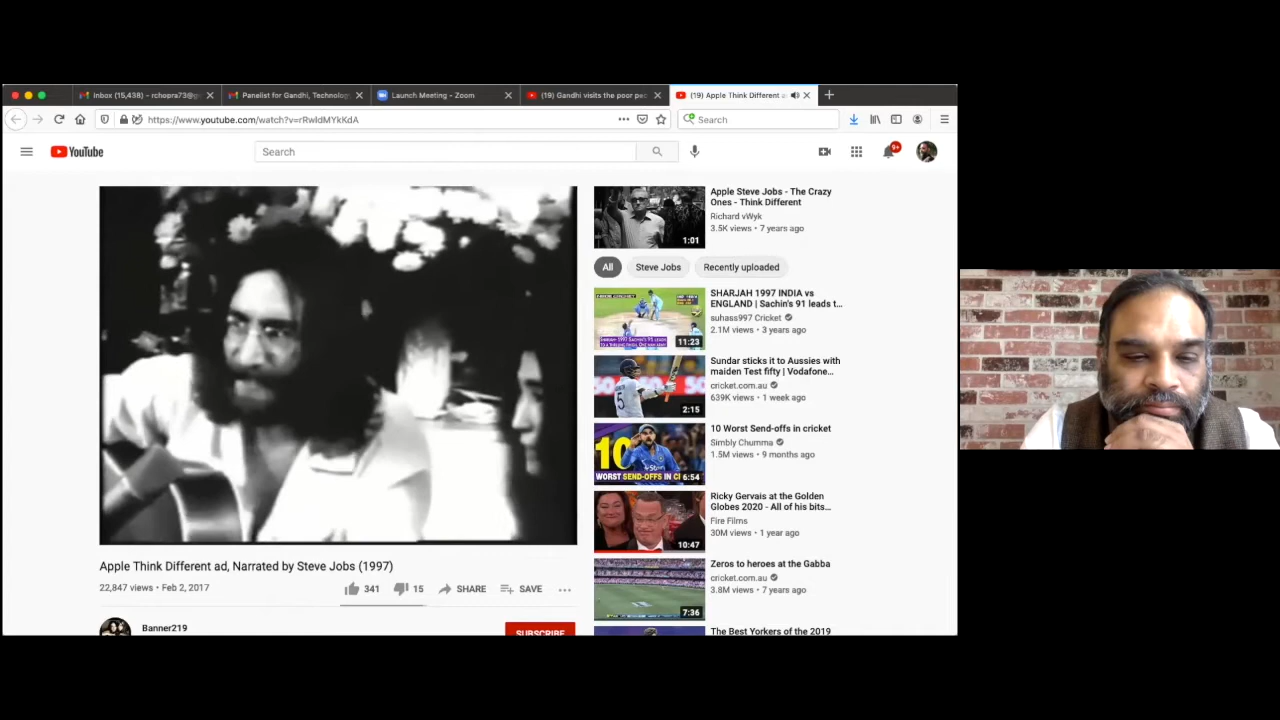 Inbox (15,438) – rchopra73@g
Panelist for Gandhi, Technolog
Launch Meeting - Zoom
(19) Gandhi visits the poor peo
(19) Apple Think Different a
https://www.youtube.com/watch?v=rRwldMYkKdA
Search
YouTube
Search
9+
Apple Steve Jobs - The Crazy
Ones - Think Different
Richard vWyk
3.5K views • 7 years ago
1:01
All
Steve Jobs
Recently uploaded
SHARJAH 1997 INDIA vs
ENGLAND | Sachin's 91 leads t...
suhass997 Cricket
2.1M views • 3 years ago
11:23
Sundar sticks it to Aussies with
maiden Test fifty | Vodafone...
cricket.com.au
639K views • 1 week ago
5
2:15
10 Worst Send-offs in cricket
Simbly Chumma
1.5M views • 9 months ago
10
WORST SEND-OFFS IN CI
6:54
Ricky Gervais at the Golden
Globes 2020 - All of his bits...
Fire Films
30M views • 1 year ago
10:47
Zeros to heroes at the Gabba
cricket.com.au
3.8M views • 7 years ago
7:36
The Best Yorkers of the 2019
Apple Think Different ad, Narrated by Steve Jobs (1997)
22,847 views • Feb 2, 2017
341
15
SHARE
SAVE
Banner219
SUBSCRIBE